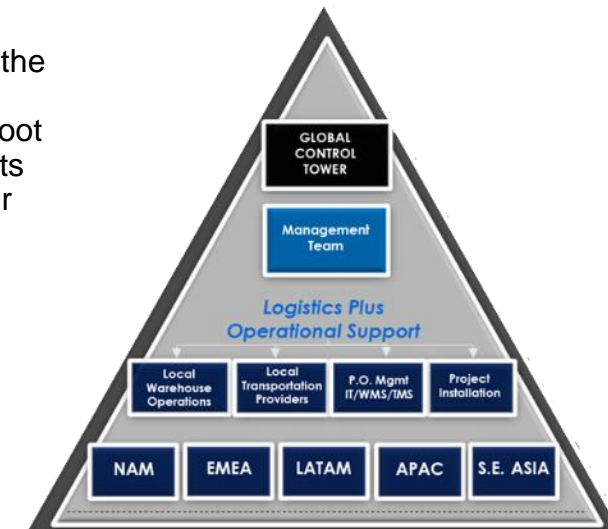 the
oot
ts
r
GLOBAL
CONTROL
TOWER
Management
Team
Logistics Plus
Operational Support
Local
Warehouse
Operations
Local
Transportation
Providers
P.O. Mgmt
IT/WMS/TMS
Project
Installation
NAM
EMEA
LATAM
APAC
S.E. ASIA